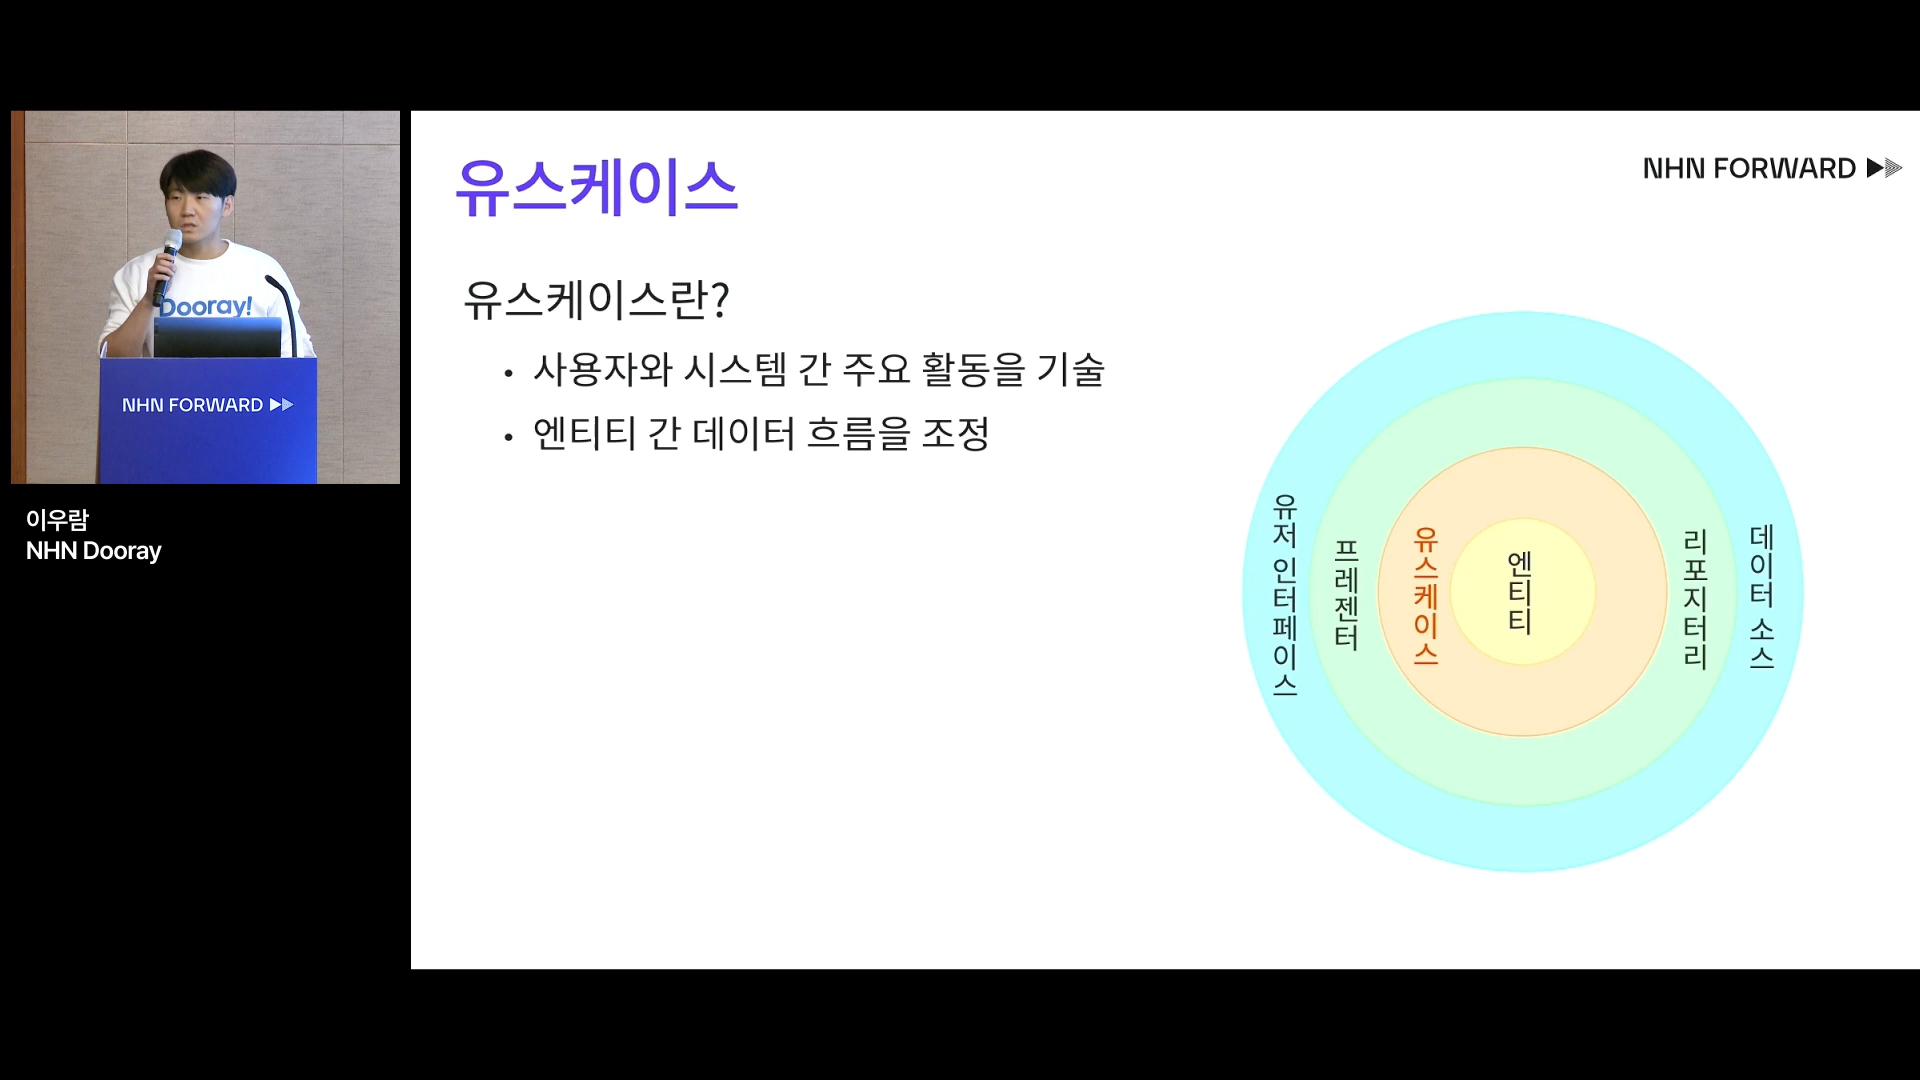 유스케이스
NHN FORWARD
유스케이스란?
• 사용자와 시스템 간 주요 활동을 기술
• 엔티티 간 데이터 흐름을 조정
유저 인터페이스
프레젠터
유스케이스
엔티티
리포지터리
데이터 소스
Dooray!
NHN FORWARD
이우람
NHN Dooray